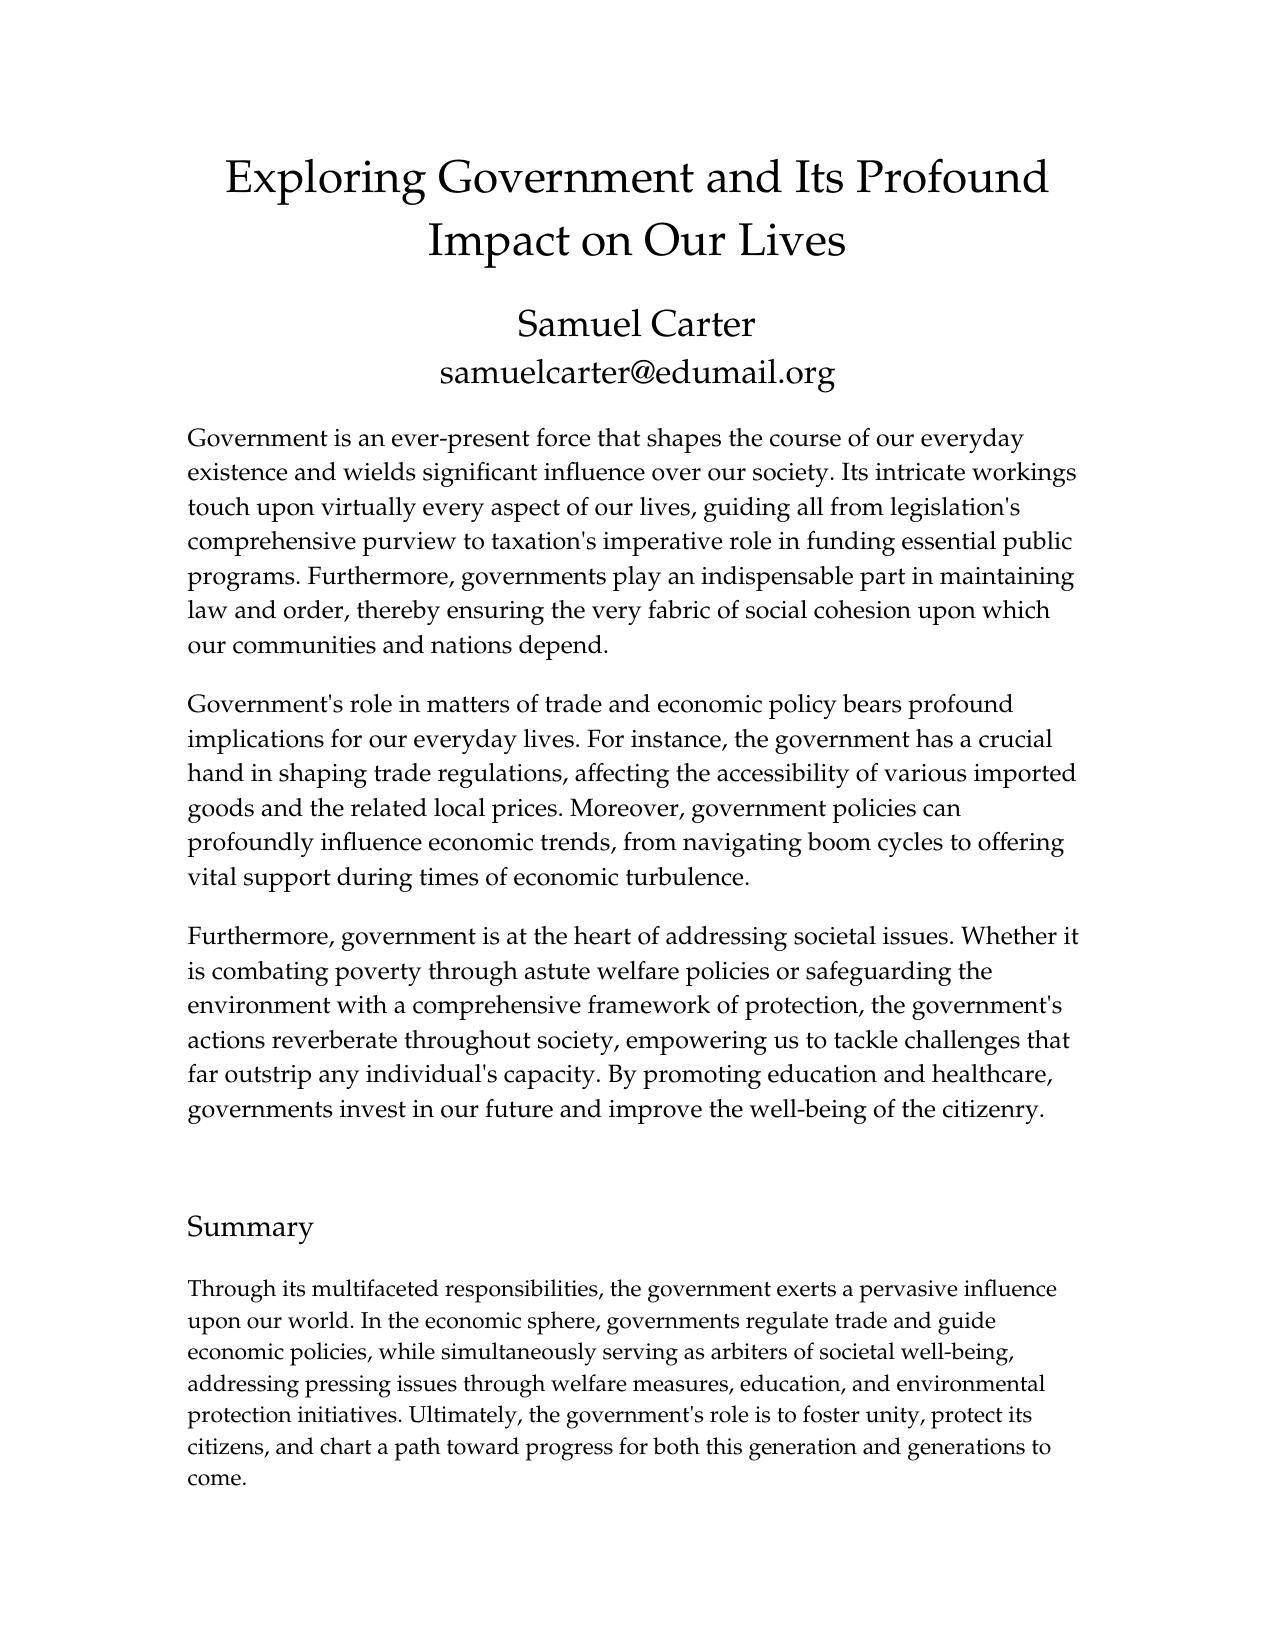 Exploring Government and Its Profound
Impact on Our Lives
Samuel Carter
samuelcarter@edumail.org
Government is an ever-present force that shapes the course of our everyday
existence and wields significant influence over our society. Its intricate workings
touch upon virtually every aspect of our lives, guiding all from legislation's
comprehensive purview to taxation's imperative role in funding essential public
programs. Furthermore, governments play an indispensable part in maintaining
law and order, thereby ensuring the very fabric of social cohesion upon which
our communities and nations depend.
Government's role in matters of trade and economic policy bears profound
implications for our everyday lives. For instance, the government has a crucial
hand in shaping trade regulations, affecting the accessibility of various imported
goods and the related local prices. Moreover, government policies can
profoundly influence economic trends, from navigating boom cycles to offering
vital support during times of economic turbulence.
Furthermore, government is at the heart of addressing societal issues. Whether it
is combating poverty through astute welfare policies or safeguarding the
environment with a comprehensive framework of protection, the government's
actions reverberate throughout society, empowering us to tackle challenges that
far outstrip any individual's capacity. By promoting education and healthcare,
governments invest in our future and improve the well-being of the citizenry.
Summary
Through its multifaceted responsibilities, the government exerts a pervasive influence
upon our world. In the economic sphere, governments regulate trade and guide
economic policies, while simultaneously serving as arbiters of societal well-being,
addressing pressing issues through welfare measures, education, and environmental
protection initiatives. Ultimately, the government's role is to foster unity, protect its
citizens, and chart a path toward progress for both this generation and generations to
come.